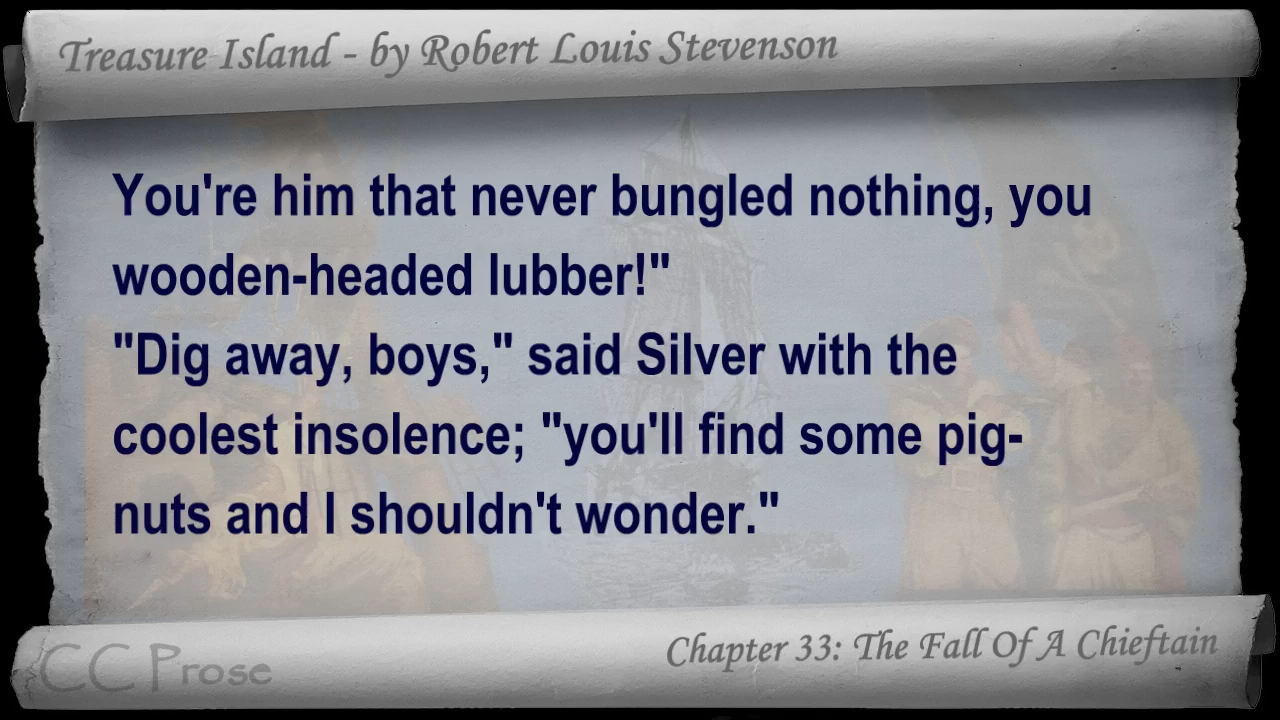 Treasure Island - by Robert Louis Stevenson
You're him that never bungled nothing, you
wooden-headed lubber!"
"Dig away, boys," said Silver with the
coolest insolence; "you'll find some pig-
nuts and I shouldn't wonder."
Chapter 33: The Fall Of A Chieftain
CC Prose